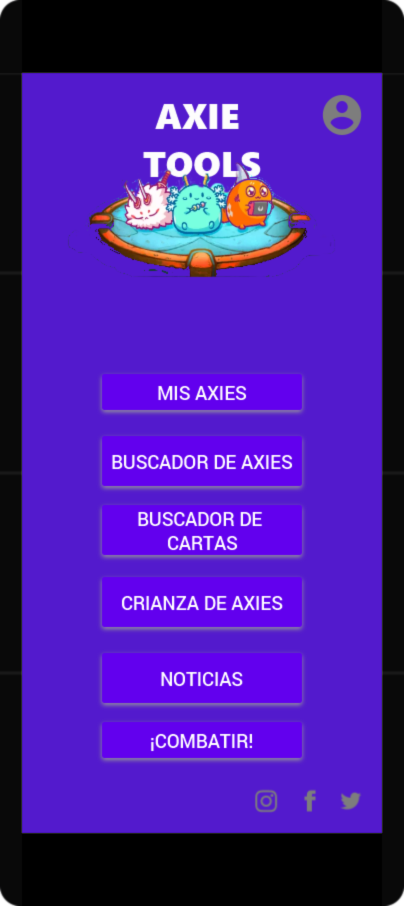 AXIE
TOOLS
MIS AXIES
BUSCADOR DE AXIES
BUSCADOR DE
CARTAS
CRIANZA DE AXIES
NOTICIAS
¡COMBATIR!